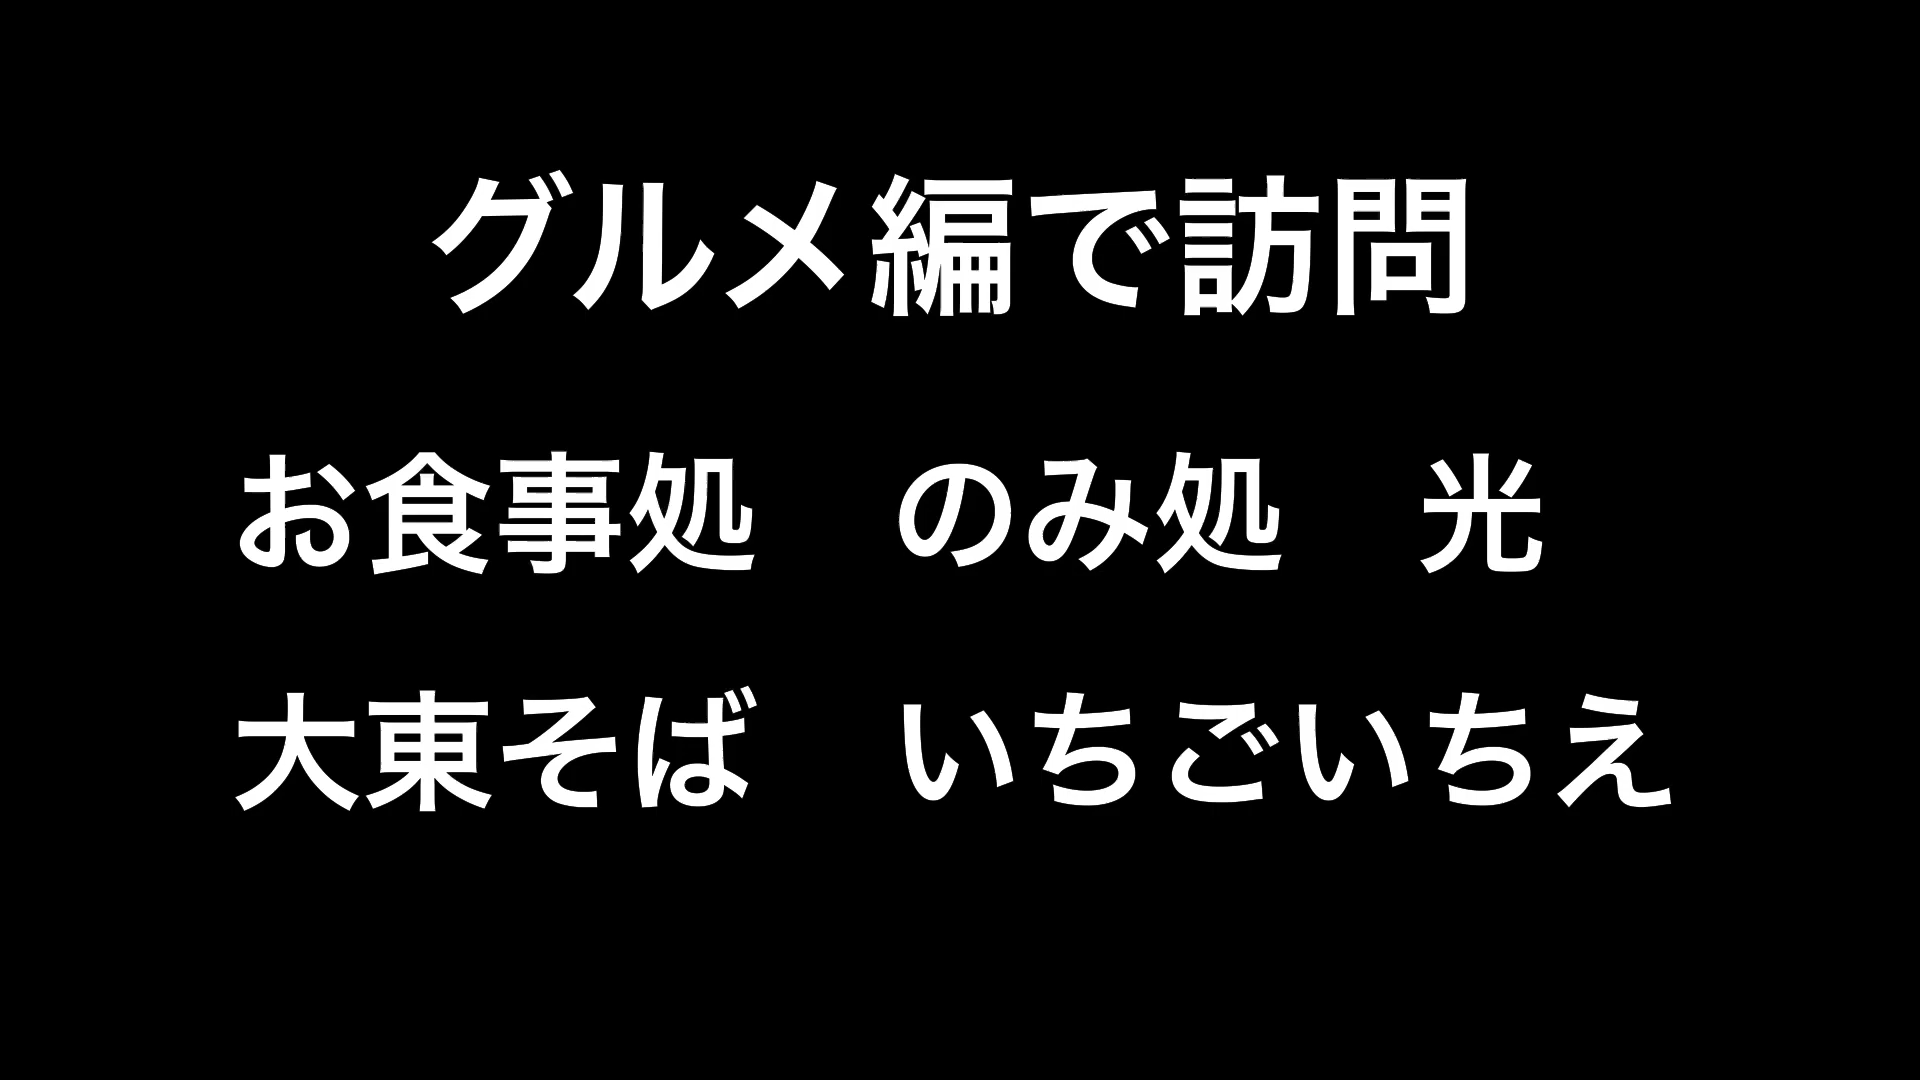 グルメ編で訪問
お食事処　のみ処　光
大東そば　いちごいちえ